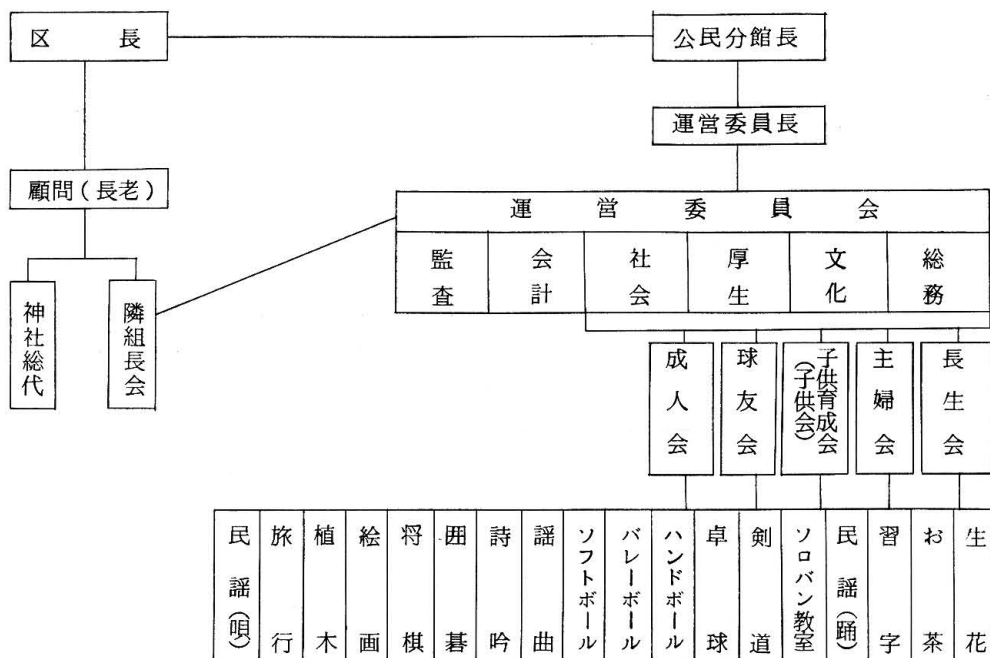 区長
公民分館長
運営委員長
顧問(長老)
運営委員会
監査
会計
社会
厚生
文化
総務
神社総代
隣組長会
成人会
球友会
子供育成会
(子供会)
主婦会
長生会
民謡(唄)
旅行
植木
絵画
将棋
囲碁
詩吟
謡曲
ソフトボール
バレーボール
ハンドボール
卓球
剣道
ソロバン教室
民謡(踊)
習字
お茶
生花